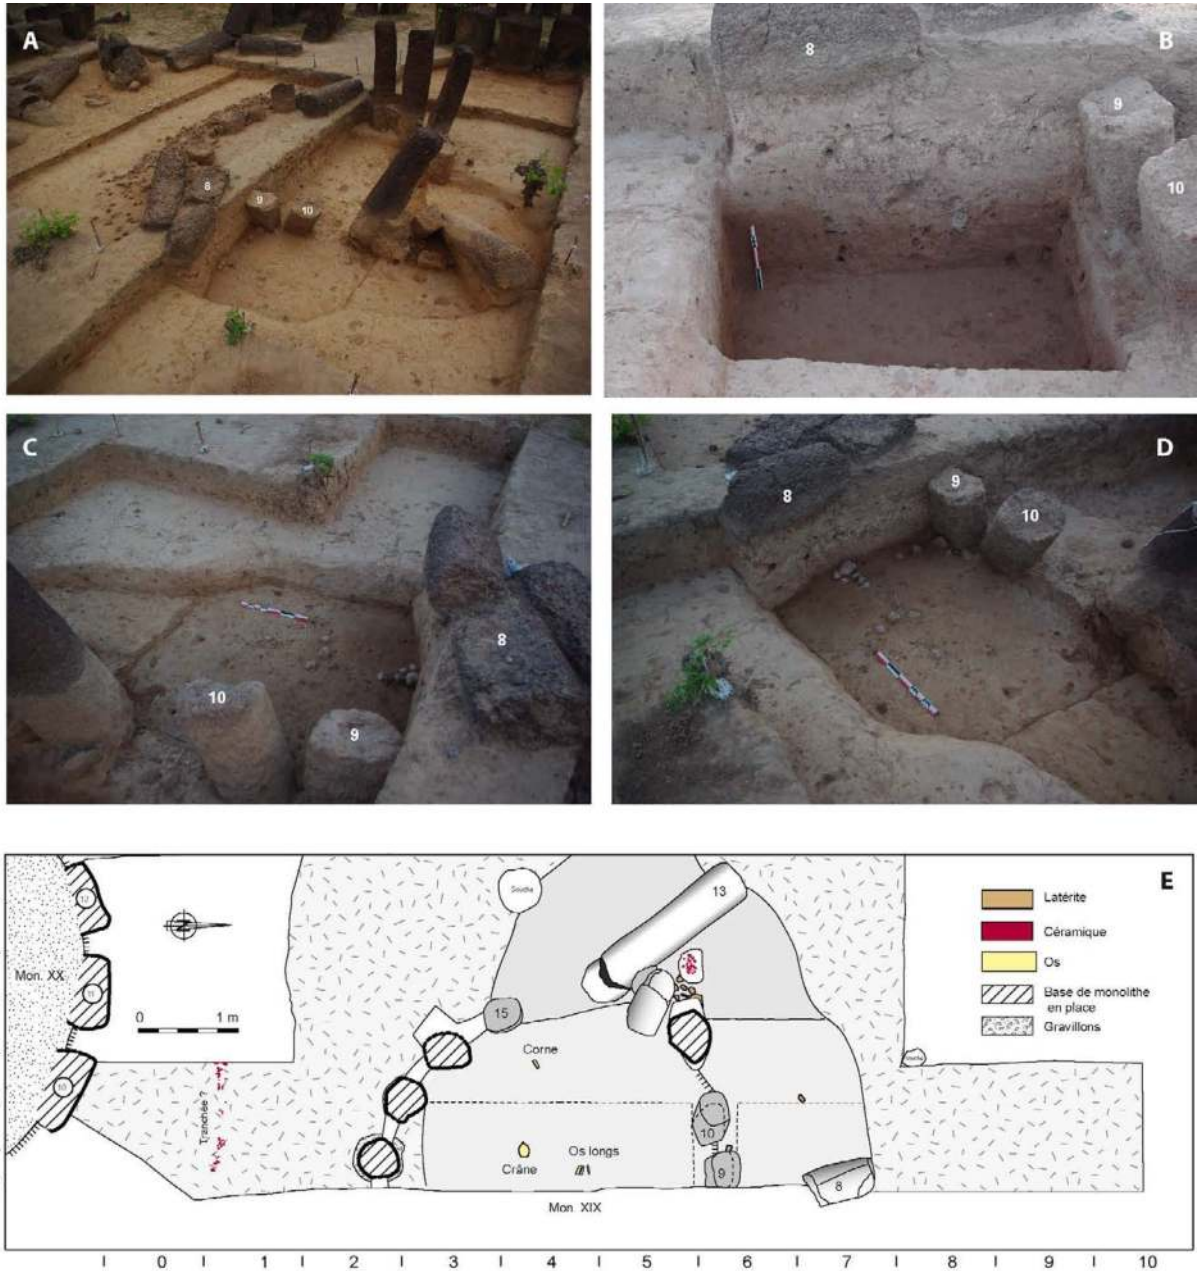 A
8
9
10
B
8
9
10
C
8
10
9
D
8
9
10
E
Latérite
Céramique
Os
Base de monolithe
en place
Gravillons
Souche
13
12
11
10
Mon. XX
N
0 1 m
15
Corne
Tranchée ?
Crâne
Os longs
10
9
8
Mon. XIX
0 1 2 3 4 5 6 7 8 9 10